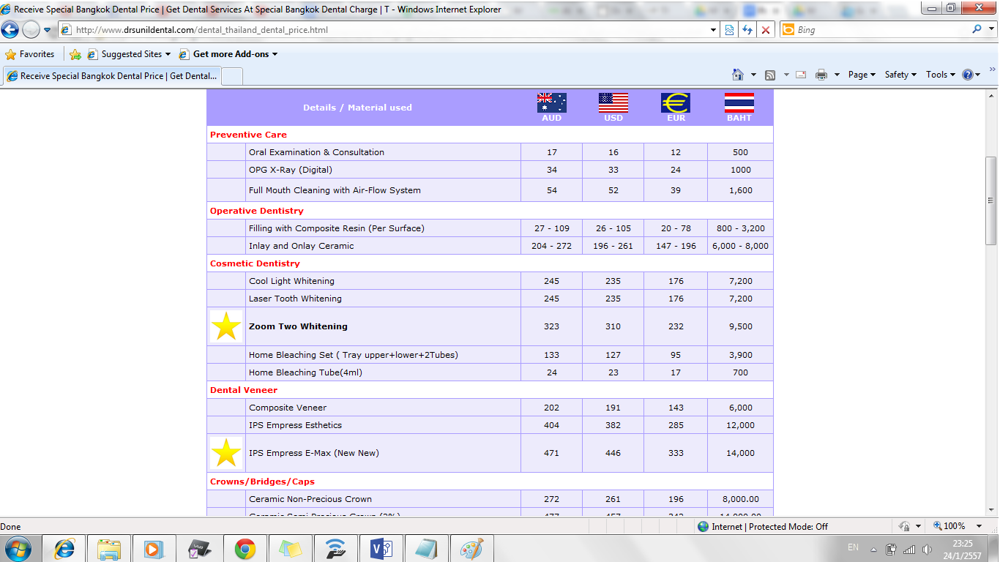 Receive Special Bangkok Dental Price | Get Dental Services At Special Bangkok Dental Charge | T - Windows Internet Explorer
http://www.drsunildental.com/dental_thailand_dental_price.html
Bing
Favorites Suggested Sites Get more Add-ons
Receive Special Bangkok Dental Price | Get Dental...
Page Safety Tools
Details / Material used AUD USD EUR BAHT
Preventive Care
Oral Examination & Consultation 17 16 12 500
OPG X-Ray (Digital) 34 33 24 1000
Full Mouth Cleaning with Air-Flow System 54 52 39 1,600
Operative Dentistry
Filling with Composite Resin (Per Surface) 27 - 109 26 - 105 20 - 78 800 - 3,200
Inlay and Onlay Ceramic 204 - 272 196 - 261 147 - 196 6,000 - 8,000
Cosmetic Dentistry
Cool Light Whitening 245 235 176 7,200
Laser Tooth Whitening 245 235 176 7,200
Zoom Two Whitening 323 310 232 9,500
Home Bleaching Set ( Tray upper+lower+2Tubes) 133 127 95 3,900
Home Bleaching Tube(4ml) 24 23 17 700
Dental Veneer
Composite Veneer 202 191 143 6,000
IPS Empress Esthetics 404 382 285 12,000
IPS Empress E-Max (New New) 471 446 333 14,000
Crowns/Bridges/Caps
Ceramic Non-Precious Crown 272 261 196 8,000.00
Done Internet | Protected Mode: Off 100%
EN 23:25
24/1/2557